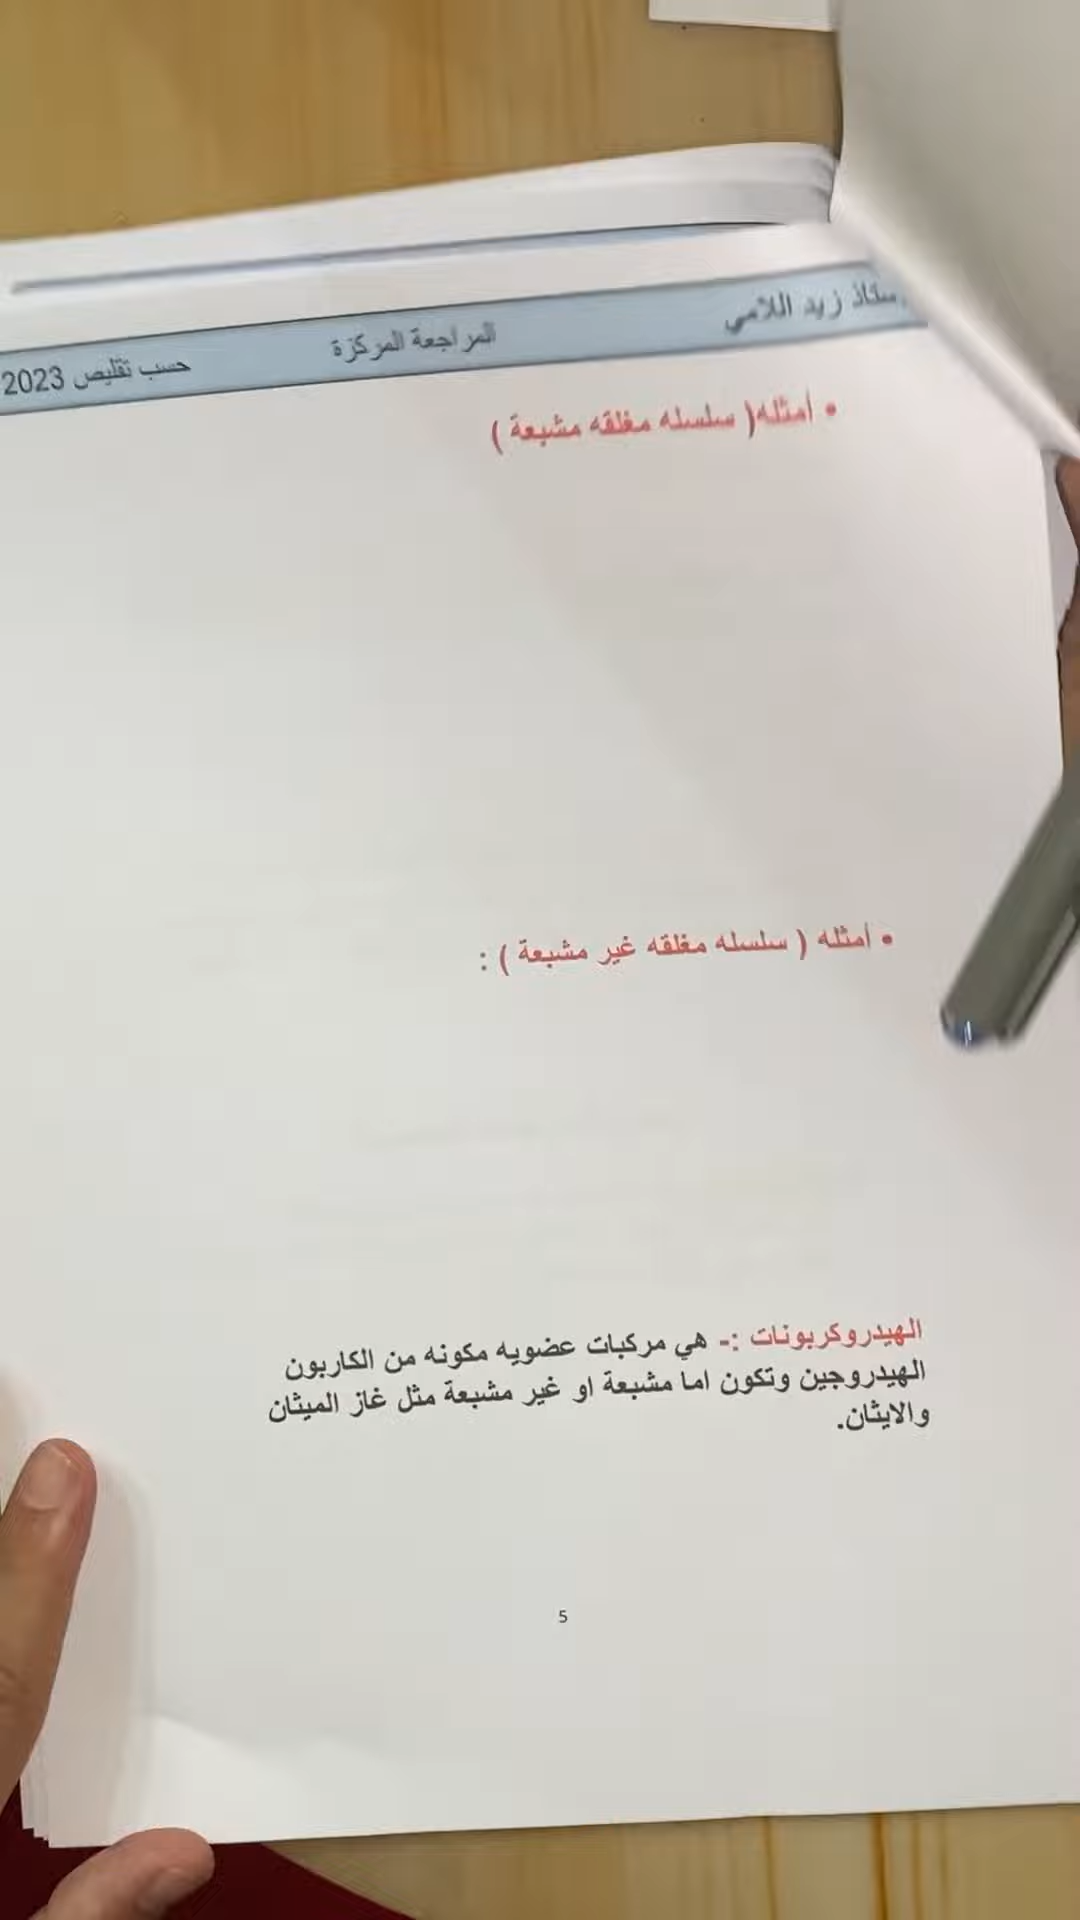 ستاذ زيد اللامي المراجعة المركزة حسب تقليص 2023
• أمثله( سلسله مغلقه مشبعة )
• أمثله ( سلسله مغلقه غير مشبعة ) :
الهيدروكربونات :- هي مركبات عضويه مكونه من الكاربون
الهيدروجين وتكون اما مشبعة او غير مشبعة مثل غاز الميثان
والايثان.
5